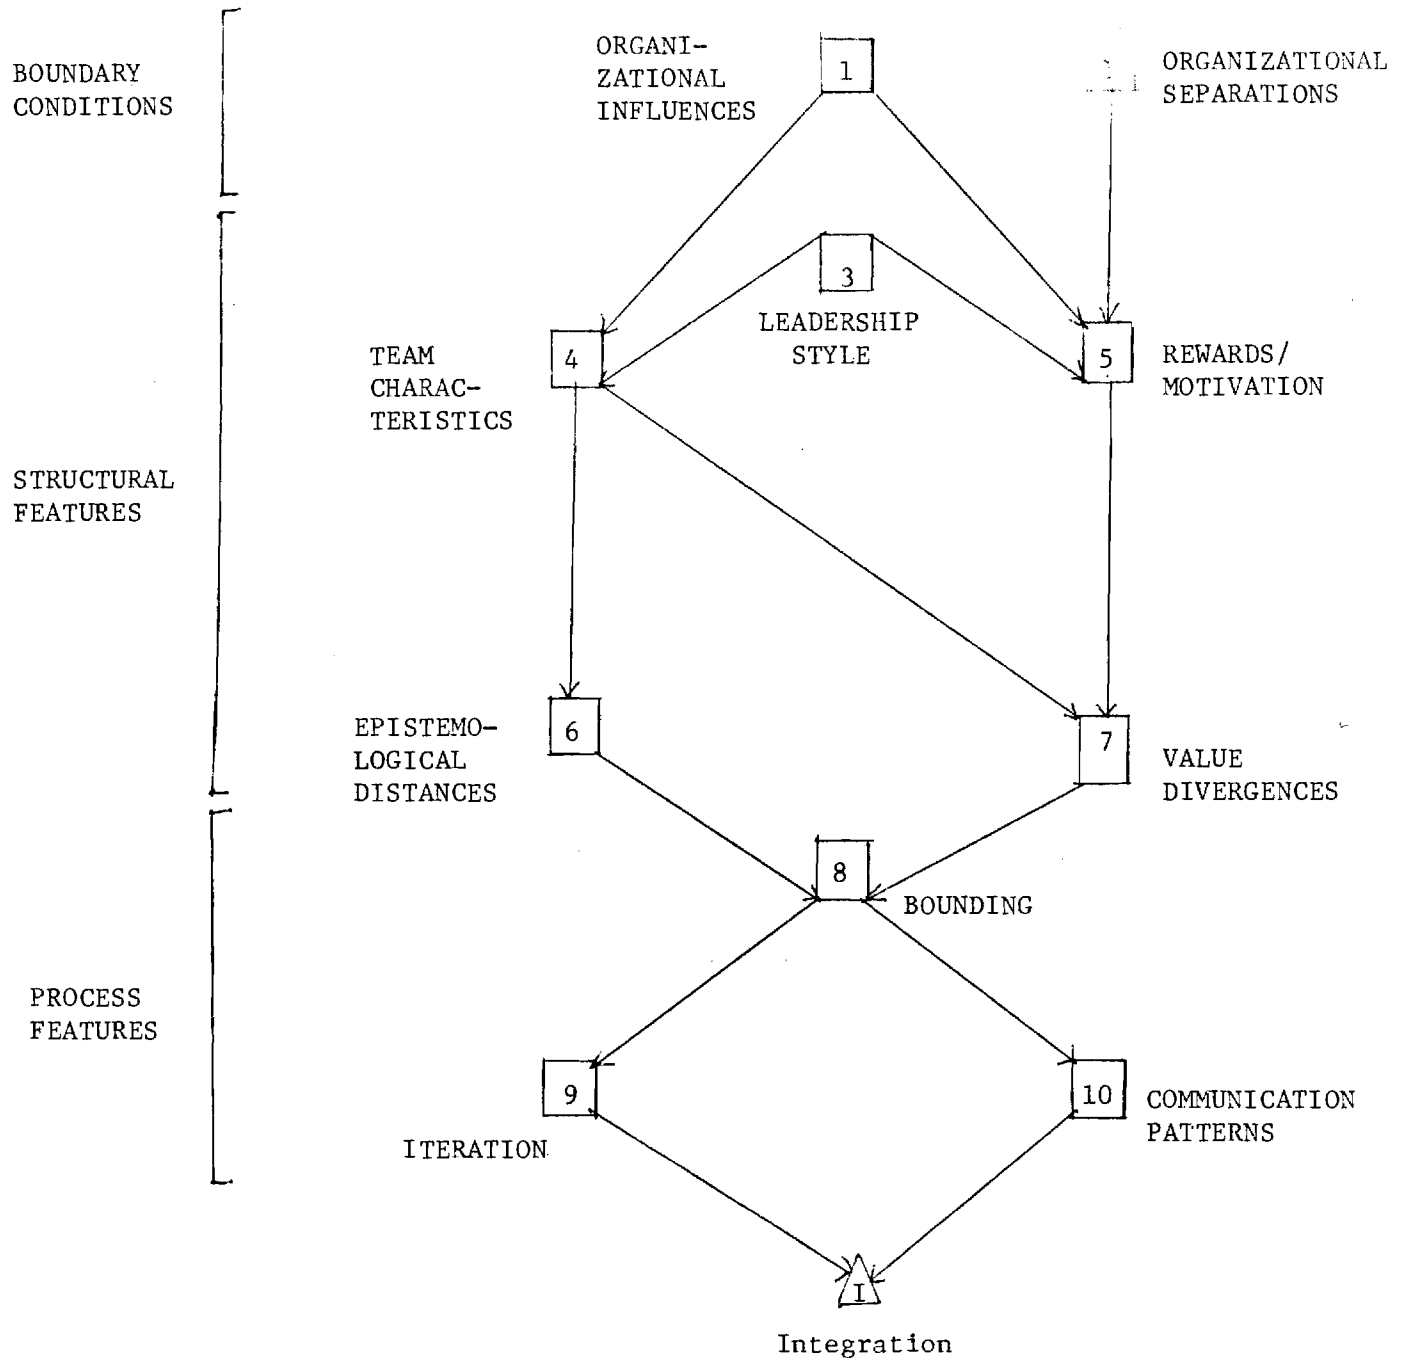 BOUNDARY
CONDITIONS
ORGANI-
ZATIONAL
INFLUENCES
1
ORGANIZATIONAL
SEPARATIONS
3
LEADERSHIP
STYLE
TEAM
CHARAC-
TERISTICS
4
5
REWARDS/
MOTIVATION
STRUCTURAL
FEATURES
EPISTEMO-
LOGICAL
DISTANCES
6
7
VALUE
DIVERGENCES
8
BOUNDING
PROCESS
FEATURES
9
ITERATION
10
COMMUNICATION
PATTERNS
I
Integration